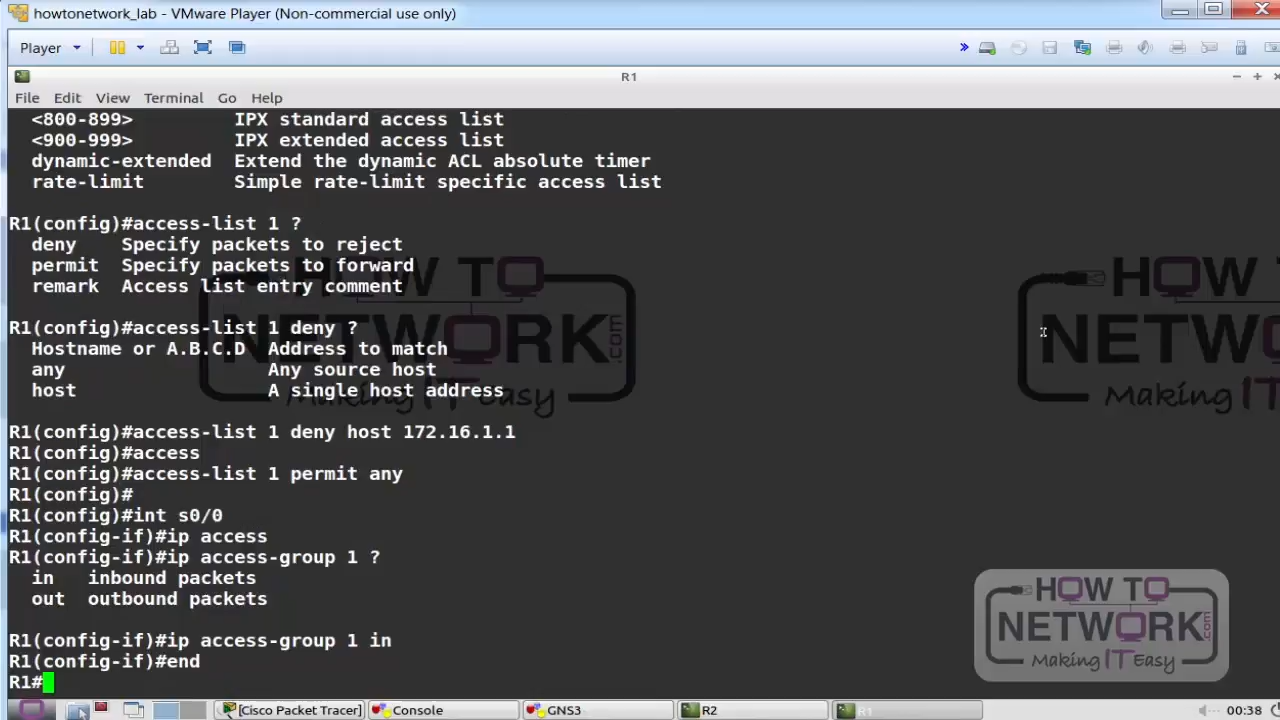 howtonetwork_lab - VMware Player (Non-commercial use only)
Player
R1
File Edit View Terminal Go Help
<800-899> IPX standard access list
<900-999> IPX extended access list
dynamic-extended Extend the dynamic ACL absolute timer
rate-limit Simple rate-limit specific access list
R1(config)#access-list 1 ?
deny Specify packets to reject
permit Specify packets to forward
remark Access list entry comment
R1(config)#access-list 1 deny ?
Hostname or A.B.C.D Address to match
any Any source host
host A single host address
R1(config)#access-list 1 deny host 172.16.1.1
R1(config)#access
R1(config)#access-list 1 permit any
R1(config)#
R1(config)#int s0/0
R1(config-if)#ip access
R1(config-if)#ip access-group 1 ?
in inbound packets
out outbound packets
R1(config-if)#ip access-group 1 in
R1(config-if)#end
R1#
HOW TO
NETWORK.com
Making IT Easy
HOW TO
NETWO
Making IT
HOW TO
NETWORK.com
Making IT Easy
[Cisco Packet Tracer] Console GNS3 R2 R1 00:38